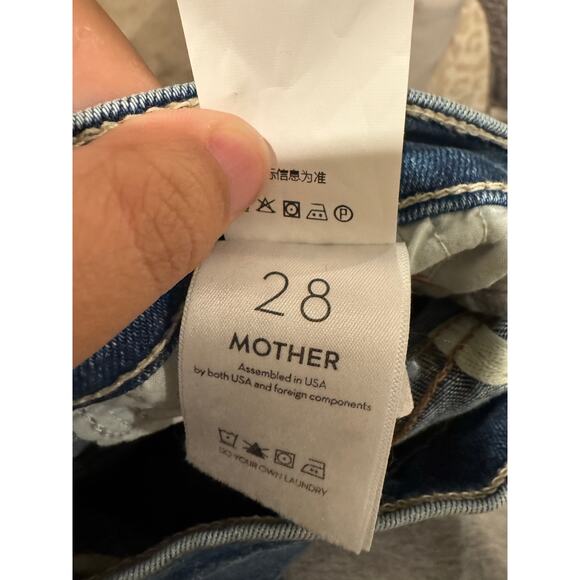 标信息为准
P
28
MOTHER
Assembled in USA
by both USA and foreign components
DO YOUR OWN LAUNDRY